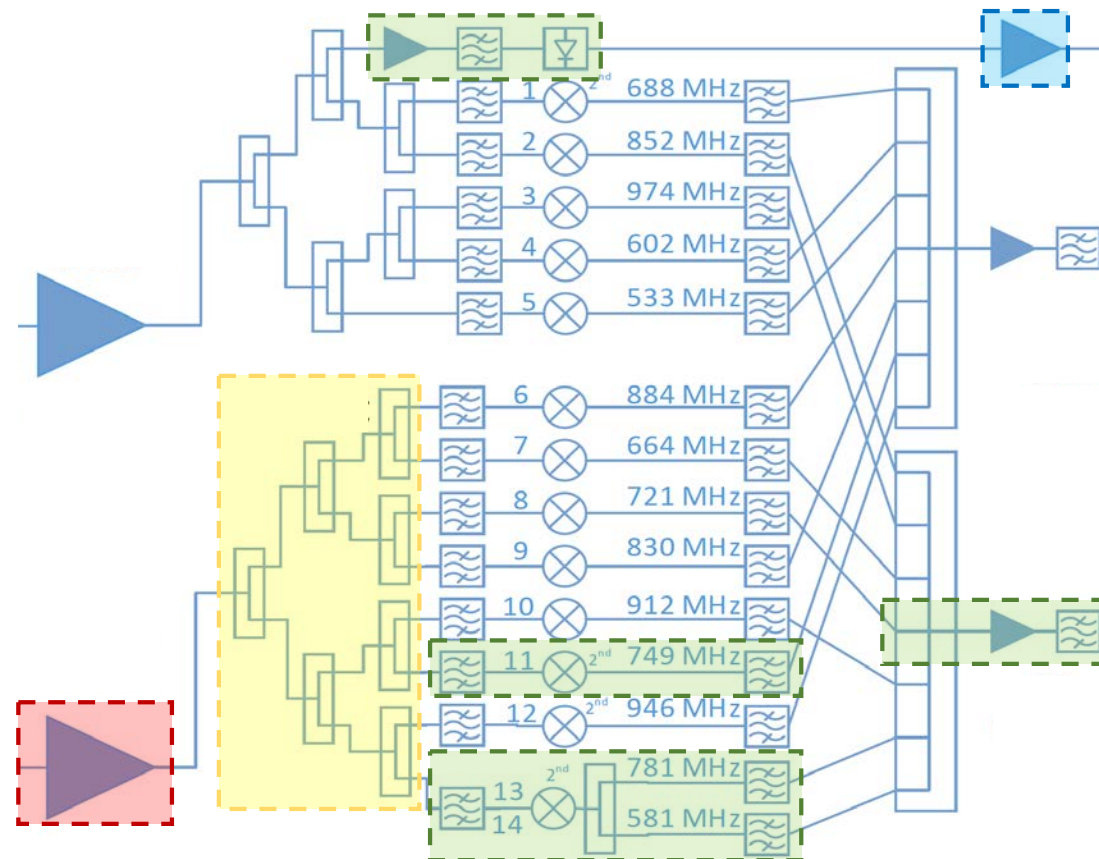 1 2nd 688 MHz
2 852 MHz
3 974 MHz
4 602 MHz
5 533 MHz
6 884 MHz
7 664 MHz
8 721 MHz
9 830 MHz
10 912 MHz
11 2nd 749 MHz
12 2nd 946 MHz
13 2nd 781 MHz
14 581 MHz